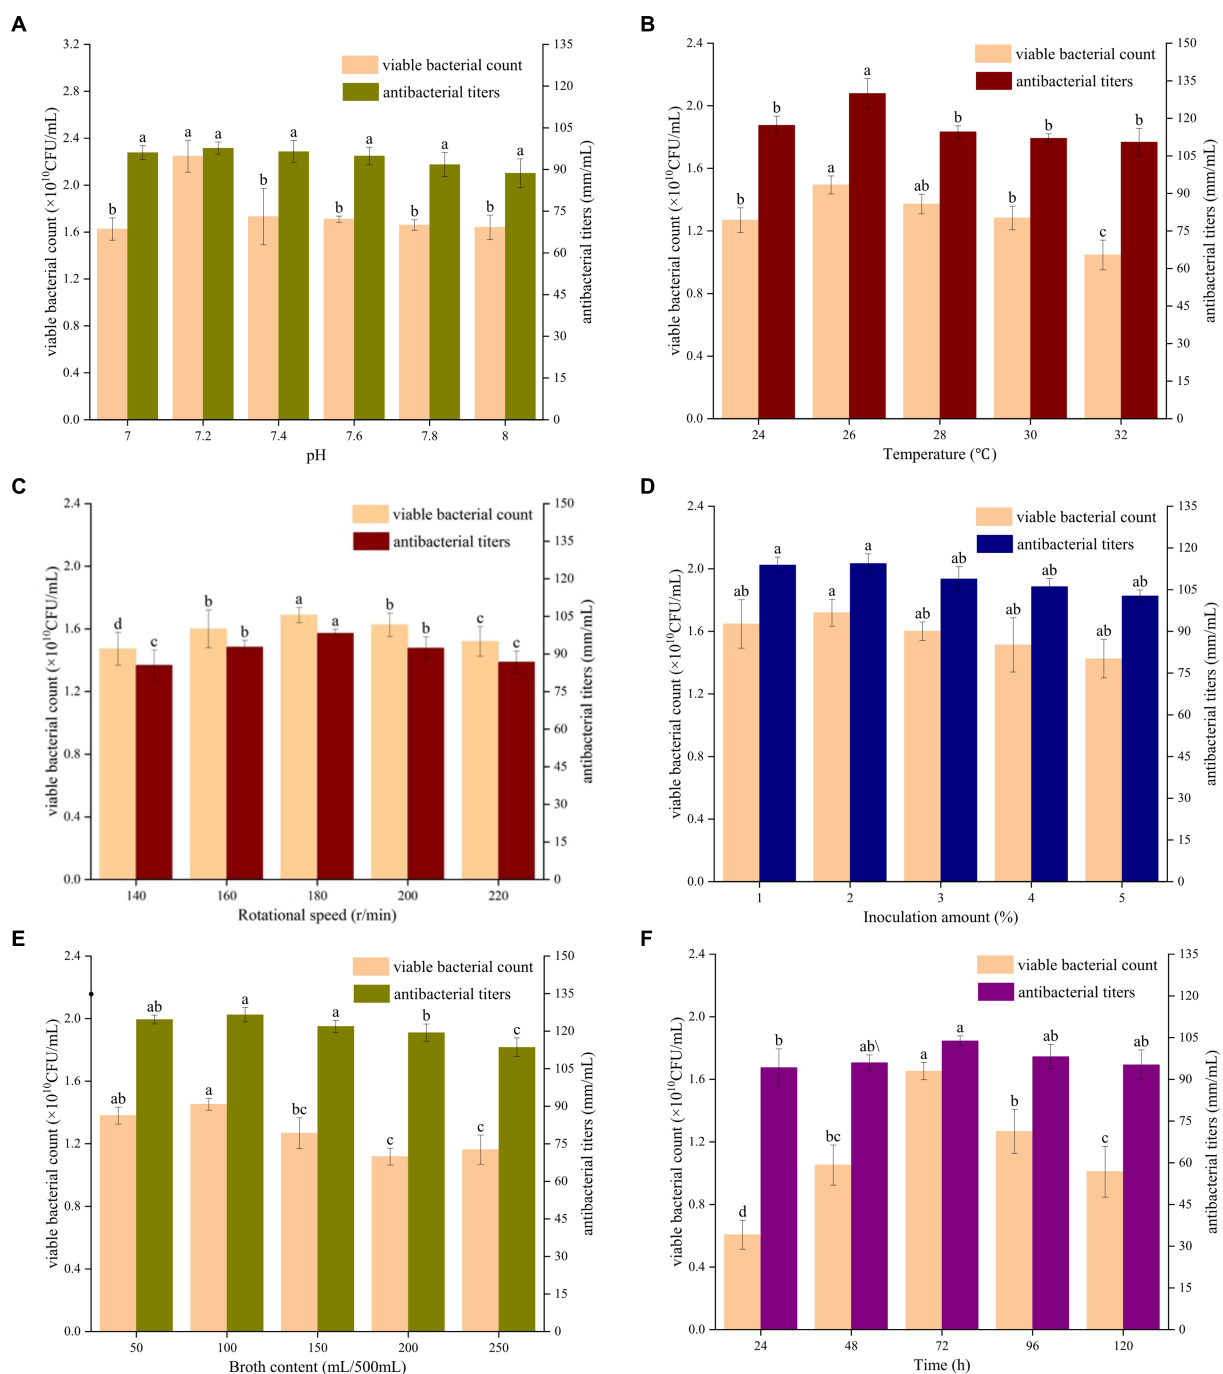 A
viable bacterial count
antibacterial titers
viable bacterial count (×10¹⁰CFU/mL)
antibacterial titers (mm/mL)
3.2
2.8
2.4
2.0
1.6
1.2
0.8
0.4
0.0
135
120
105
90
75
60
45
30
15
0
b a a a b a b a b a b a
7 7.2 7.4 7.6 7.8 8
pH
B
viable bacterial count
antibacterial titers
viable bacterial count (×10¹⁰CFU/mL)
antibacterial titers (mm/mL)
2.4
2.0
1.6
1.2
0.8
0.4
0.0
150
135
120
105
90
75
60
45
30
15
0
b b a a ab b b b c b
24 26 28 30 32
Temperature (℃)
C
viable bacterial count
antibacterial titers
viable bacterial count (×10¹⁰CFU/mL)
antibacterial titers (mm/mL)
2.4
2.0
1.6
1.2
0.8
0.4
0.0
150
135
120
105
90
75
60
45
30
15
0
d c b b a a b b c c
140 160 180 200 220
Rotational speed (r/min)
D
viable bacterial count
antibacterial titers
viable bacterial count (×10¹⁰CFU/mL)
antibacterial titers (mm/mL)
2.4
2.0
1.6
1.2
0.8
0.4
0.0
135
120
105
90
75
60
45
30
15
0
ab a a a ab ab ab ab ab ab
1 2 3 4 5
Inoculation amount (%)
E
viable bacterial count
antibacterial titers
viable bacterial count (×10¹⁰CFU/mL)
antibacterial titers (mm/mL)
2.4
2.0
1.6
1.2
0.8
0.4
0.0
150
135
120
105
90
75
60
45
30
15
0
ab ab a a bc a c b c c
50 100 150 200 250
Broth content (mL/500mL)
F
viable bacterial count
antibacterial titers
viable bacterial count (×10¹⁰CFU/mL)
antibacterial titers (mm/mL)
2.4
2.0
1.6
1.2
0.8
0.4
0.0
135
120
105
90
75
60
45
30
15
0
d b bc ab\ a a b ab c ab
24 48 72 96 120
Time (h)